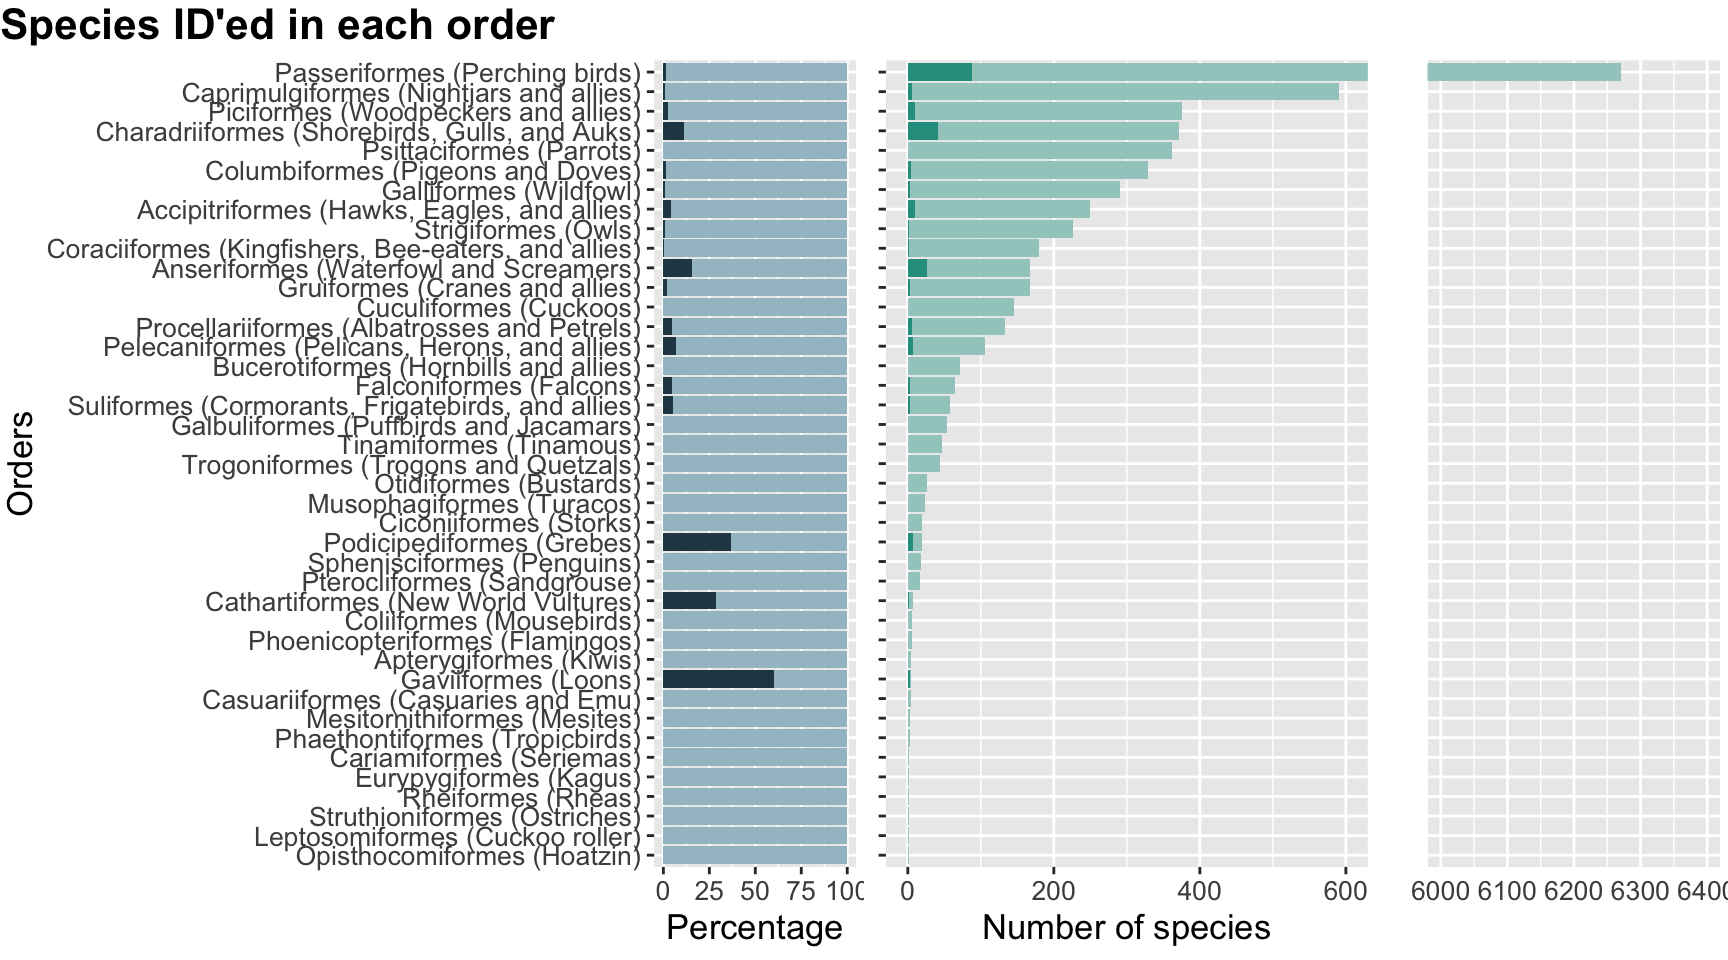 Species ID'ed in each order
Orders
Passeriformes (Perching birds)
Caprimulgiformes (Nightjars and allies)
Piciformes (Woodpeckers and allies)
Charadriiformes (Shorebirds, Gulls, and Auks)
Psittaciformes (Parrots)
Columbiformes (Pigeons and Doves)
Galliformes (Wildfowl)
Accipitriformes (Hawks, Eagles, and allies)
Strigiformes (Owls)
Coraciiformes (Kingfishers, Bee-eaters, and allies)
Anseriformes (Waterfowl and Screamers)
Gruiformes (Cranes and allies)
Cuculiformes (Cuckoos)
Procellariiformes (Albatrosses and Petrels)
Pelecaniformes (Pelicans, Herons, and allies)
Bucerotiformes (Hornbills and allies)
Falconiformes (Falcons)
Suliformes (Cormorants, Frigatebirds, and allies)
Galbuliformes (Puffbirds and Jacamars)
Tinamiformes (Tinamous)
Trogoniformes (Trogons and Quetzals)
Otidiformes (Bustards)
Musophagiformes (Turacos)
Ciconiiformes (Storks)
Podicipediformes (Grebes)
Sphenisciformes (Penguins)
Pterocliformes (Sandgrouse)
Cathartiformes (New World Vultures)
Coliiformes (Mousebirds)
Phoenicopteriformes (Flamingos)
Apterygiformes (Kiwis)
Gaviiformes (Loons)
Casuariiformes (Casuaries and Emu)
Mesitornithiformes (Mesites)
Phaethontiformes (Tropicbirds)
Cariamiformes (Seriemas)
Eurypygiformes (Kagus)
Rheiformes (Rheas)
Struthioniformes (Ostriches)
Leptosomiformes (Cuckoo roller)
Opisthocomiformes (Hoatzin)
0 25 50 75 100
0 200 400 600
6000 6100 6200 6300 6400
Percentage
Number of species